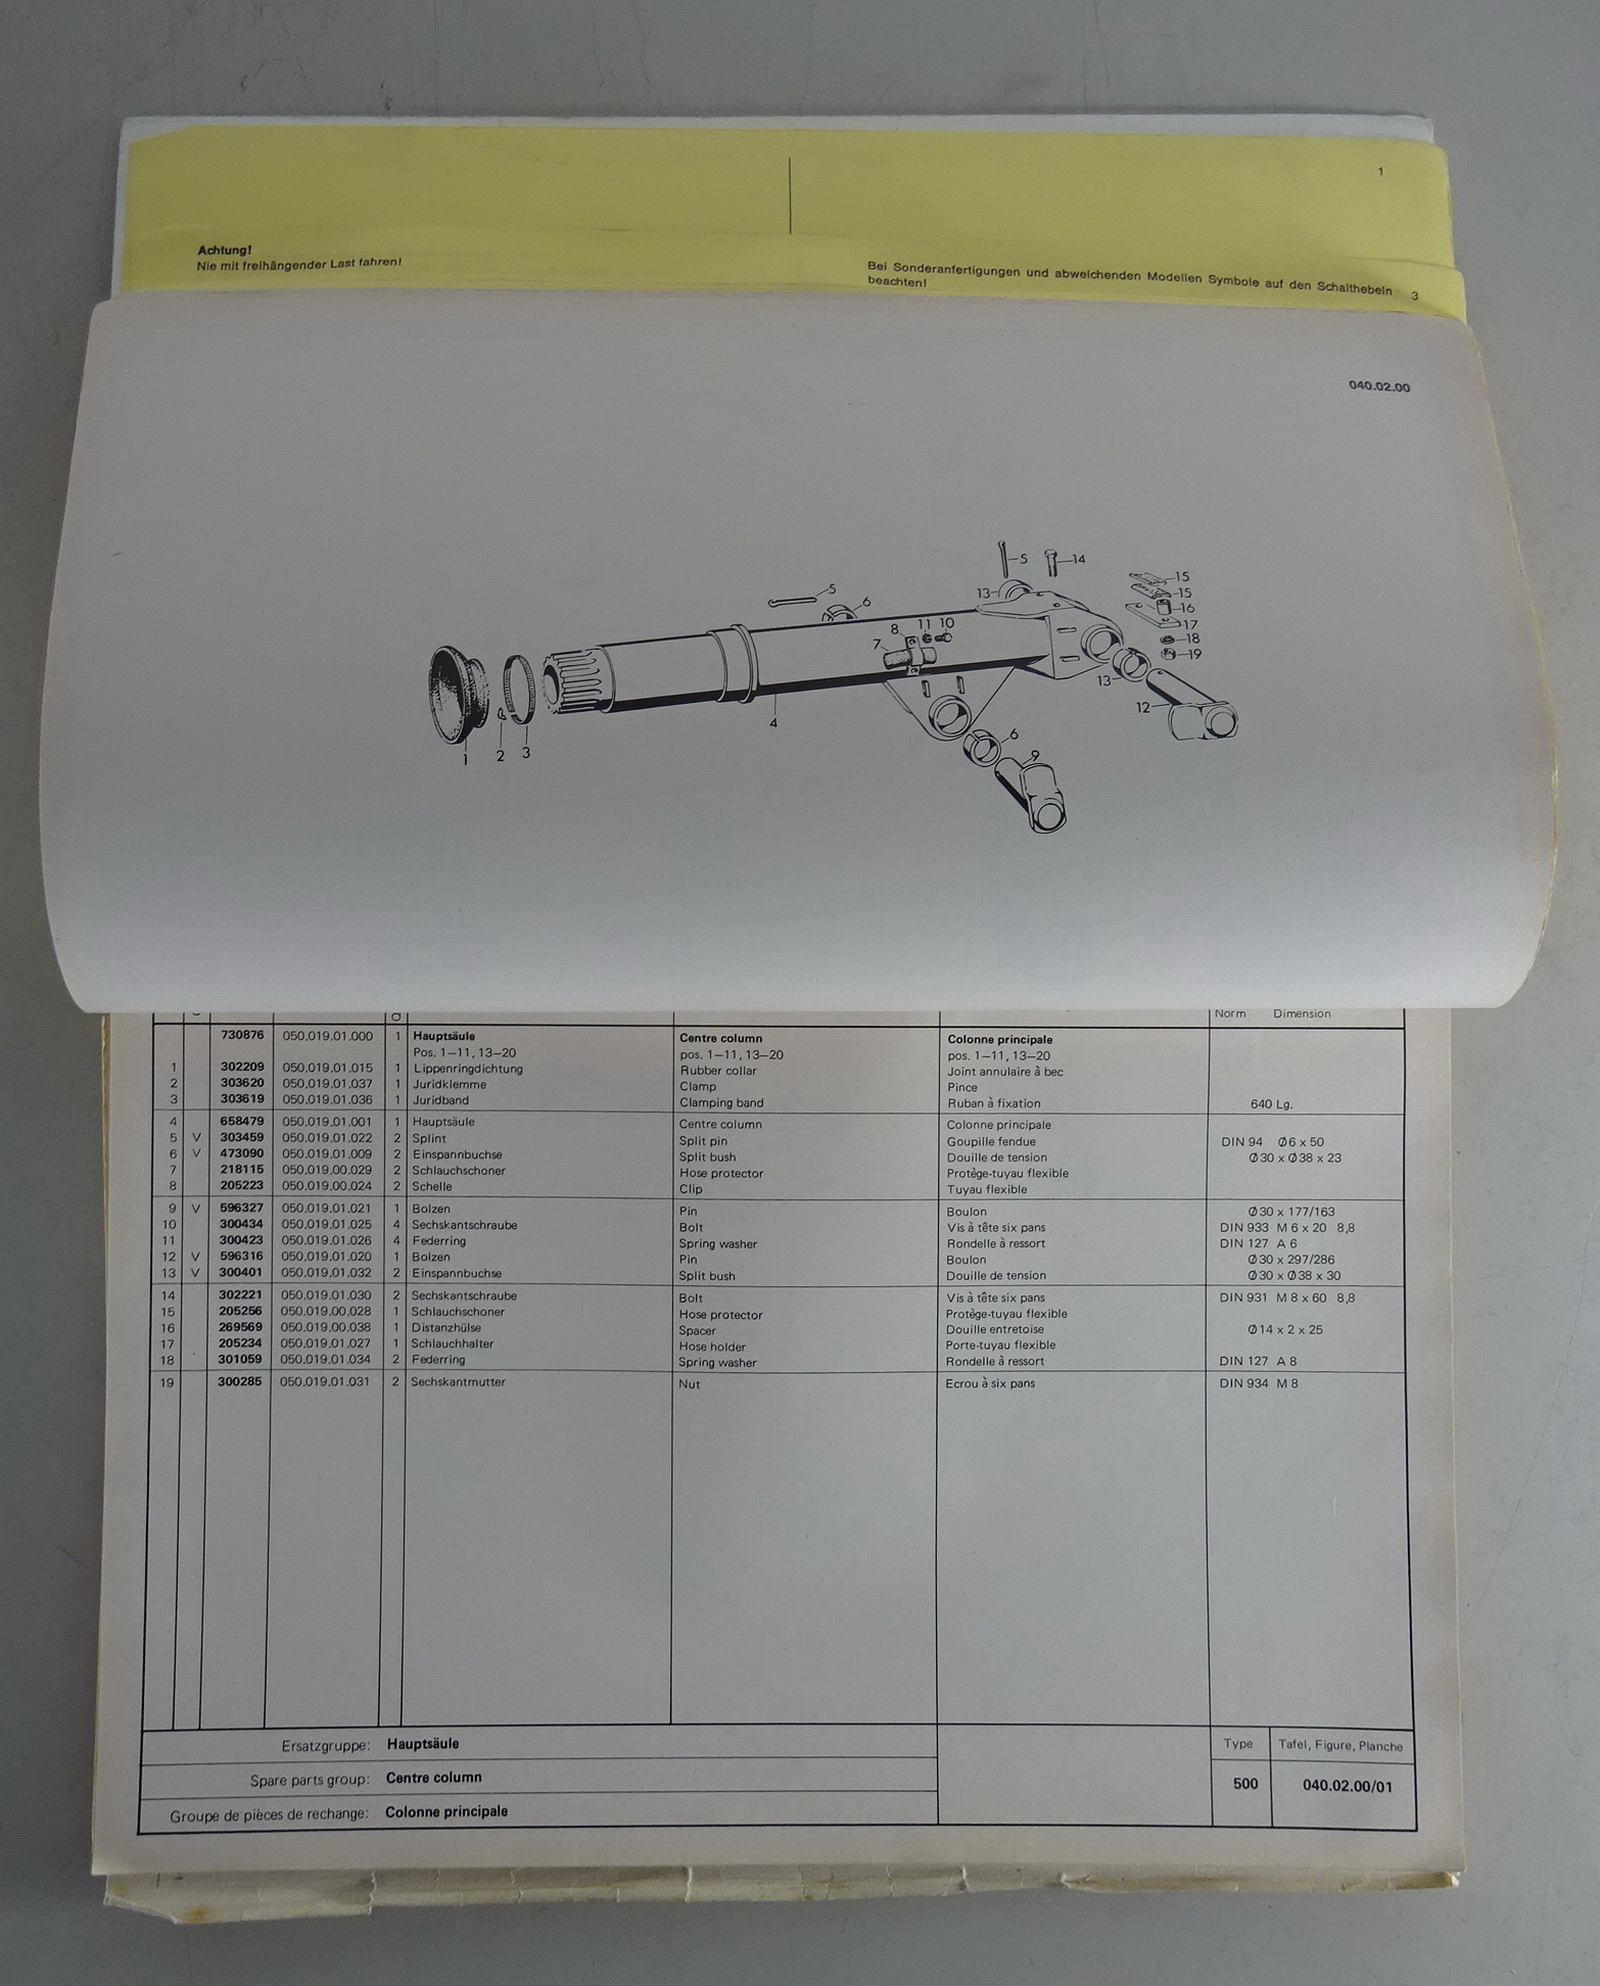 1
Achtung!
Nie mit freihängender Last fahren!
Bei Sonderanfertigungen und abweichenden Modellen Symbole auf den Schalthebeln
beachten!
3
040.02.00
5 14
13 15
15
5 6 16
8 11 10 17
7 18
19
13
12
4
6
1 2 3 9
Norm Dimension
730876 050.019.01.000 1 Hauptsäule Centre column Colonne principale
Pos. 1–11, 13–20 pos. 1–11, 13–20 pos. 1–11, 13–20
1 302209 050.019.01.015 1 Lippenringdichtung Rubber collar Joint annulaire à bec
2 303620 050.019.01.037 1 Juridklemme Clamp Pince
3 303619 050.019.01.036 1 Juridband Clamping band Ruban à fixation 640 Lg.
4 658479 050.019.01.001 1 Hauptsäule Centre column Colonne principale
5 V 303459 050.019.01.022 2 Splint Split pin Goupille fendue DIN 94 Ø6 x 50
6 V 473090 050.019.01.009 2 Einspannbuchse Split bush Douille de tension Ø30 x Ø38 x 23
7 218115 050.019.00.029 2 Schlauchschoner Hose protector Protège-tuyau flexible
8 205223 050.019.00.024 2 Schelle Clip Tuyau flexible
9 V 596327 050.019.01.021 1 Bolzen Pin Boulon Ø30 x 177/163
10 300434 050.019.01.025 4 Sechskantschraube Bolt Vis à tête six pans DIN 933 M 6 x 20 8,8
11 300423 050.019.01.026 4 Federring Spring washer Rondelle à ressort DIN 127 A 6
12 V 596316 050.019.01.020 1 Bolzen Pin Boulon Ø30 x 297/286
13 V 300401 050.019.01.032 2 Einspannbuchse Split bush Douille de tension Ø30 x Ø38 x 30
14 302221 050.019.01.030 2 Sechskantschraube Bolt Vis à tête six pans DIN 931 M 8 x 60 8,8
15 205256 050.019.00.028 1 Schlauchschoner Hose protector Protège-tuyau flexible
16 269569 050.019.00.038 1 Distanzhülse Spacer Douille entretoise Ø14 x 2 x 25
17 205234 050.019.01.027 1 Schlauchhalter Hose holder Porte-tuyau flexible
18 301059 050.019.01.034 2 Federring Spring washer Rondelle à ressort DIN 127 A 8
19 300285 050.019.01.031 2 Sechskantmutter Nut Ecrou à six pans DIN 934 M 8
Ersatzgruppe: Hauptsäule Type Tafel, Figure, Planche
Spare parts group: Centre column 500 040.02.00/01
Groupe de pièces de rechange: Colonne principale